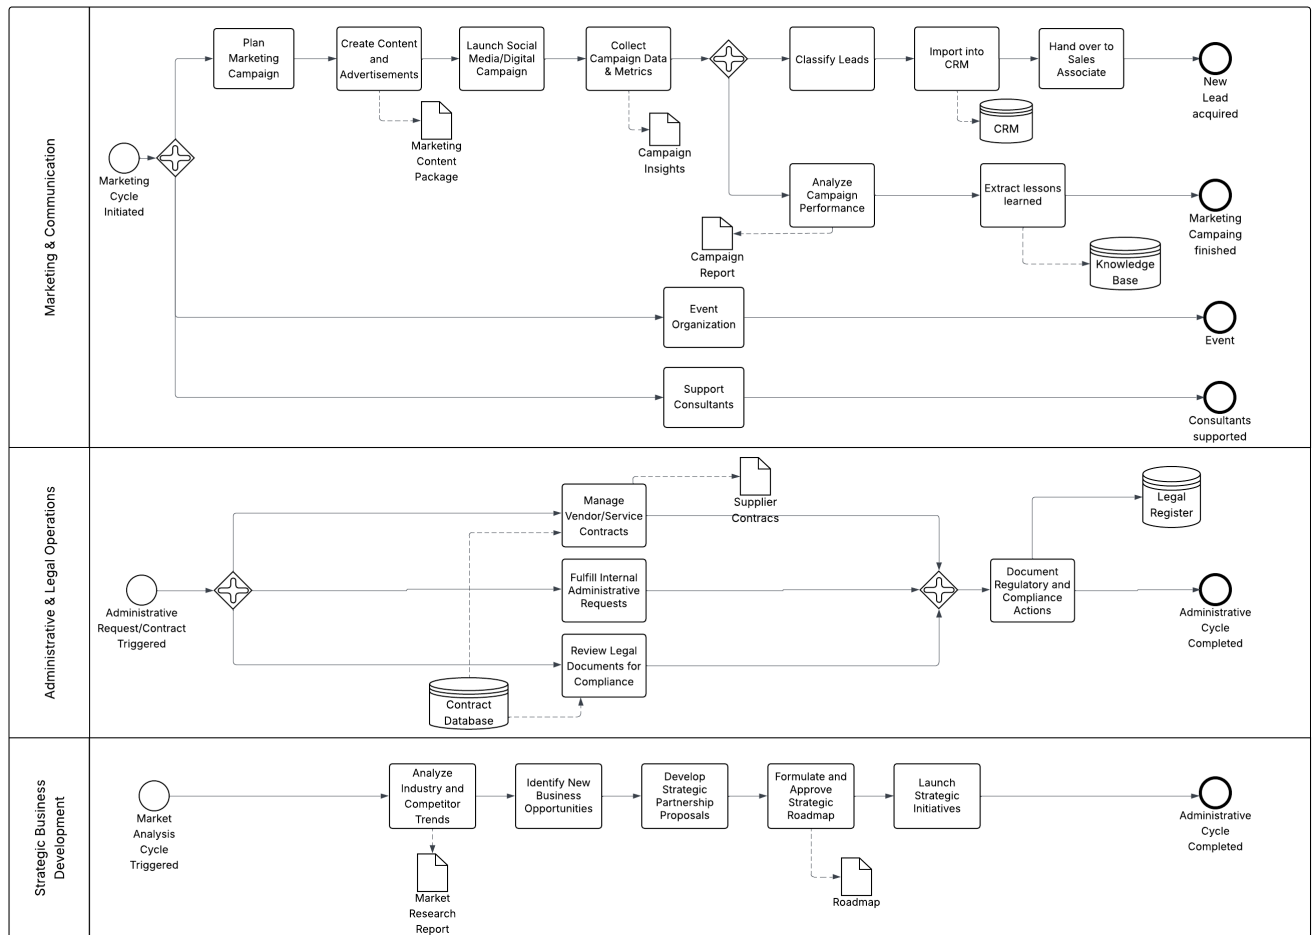 Marketing & Communication
Plan
Marketing
Campaign
Create Content
and
Advertisements
Launch Social
Media/Digital
Campaign
Collect
Campaign Data
& Metrics
Classify Leads
Import into
CRM
Hand over to
Sales
Associate
New
Lead
acquired
Marketing
Content
Package
Campaign
Insights
CRM
Marketing
Cycle
Initiated
Analyze
Campaign
Performance
Extract lessons
learned
Marketing
Campaing
finished
Campaign
Report
Knowledge
Base
Event
Organization
Event
Support
Consultants
Consultants
supported
Administrative & Legal Operations
Manage
Vendor/Service
Contracts
Supplier
Contracs
Legal
Register
Administrative
Request/Contract
Triggered
Fulfill Internal
Administrative
Requests
Document
Regulatory and
Compliance
Actions
Administrative
Cycle
Completed
Review Legal
Documents for
Compliance
Contract
Database
Strategic Business
Development
Market
Analysis
Cycle
Triggered
Analyze
Industry and
Competitor
Trends
Identify New
Business
Opportunities
Develop
Strategic
Partnership
Proposals
Formulate and
Approve
Strategic
Roadmap
Launch
Strategic
Initiatives
Administrative
Cycle
Completed
Market
Research
Report
Roadmap